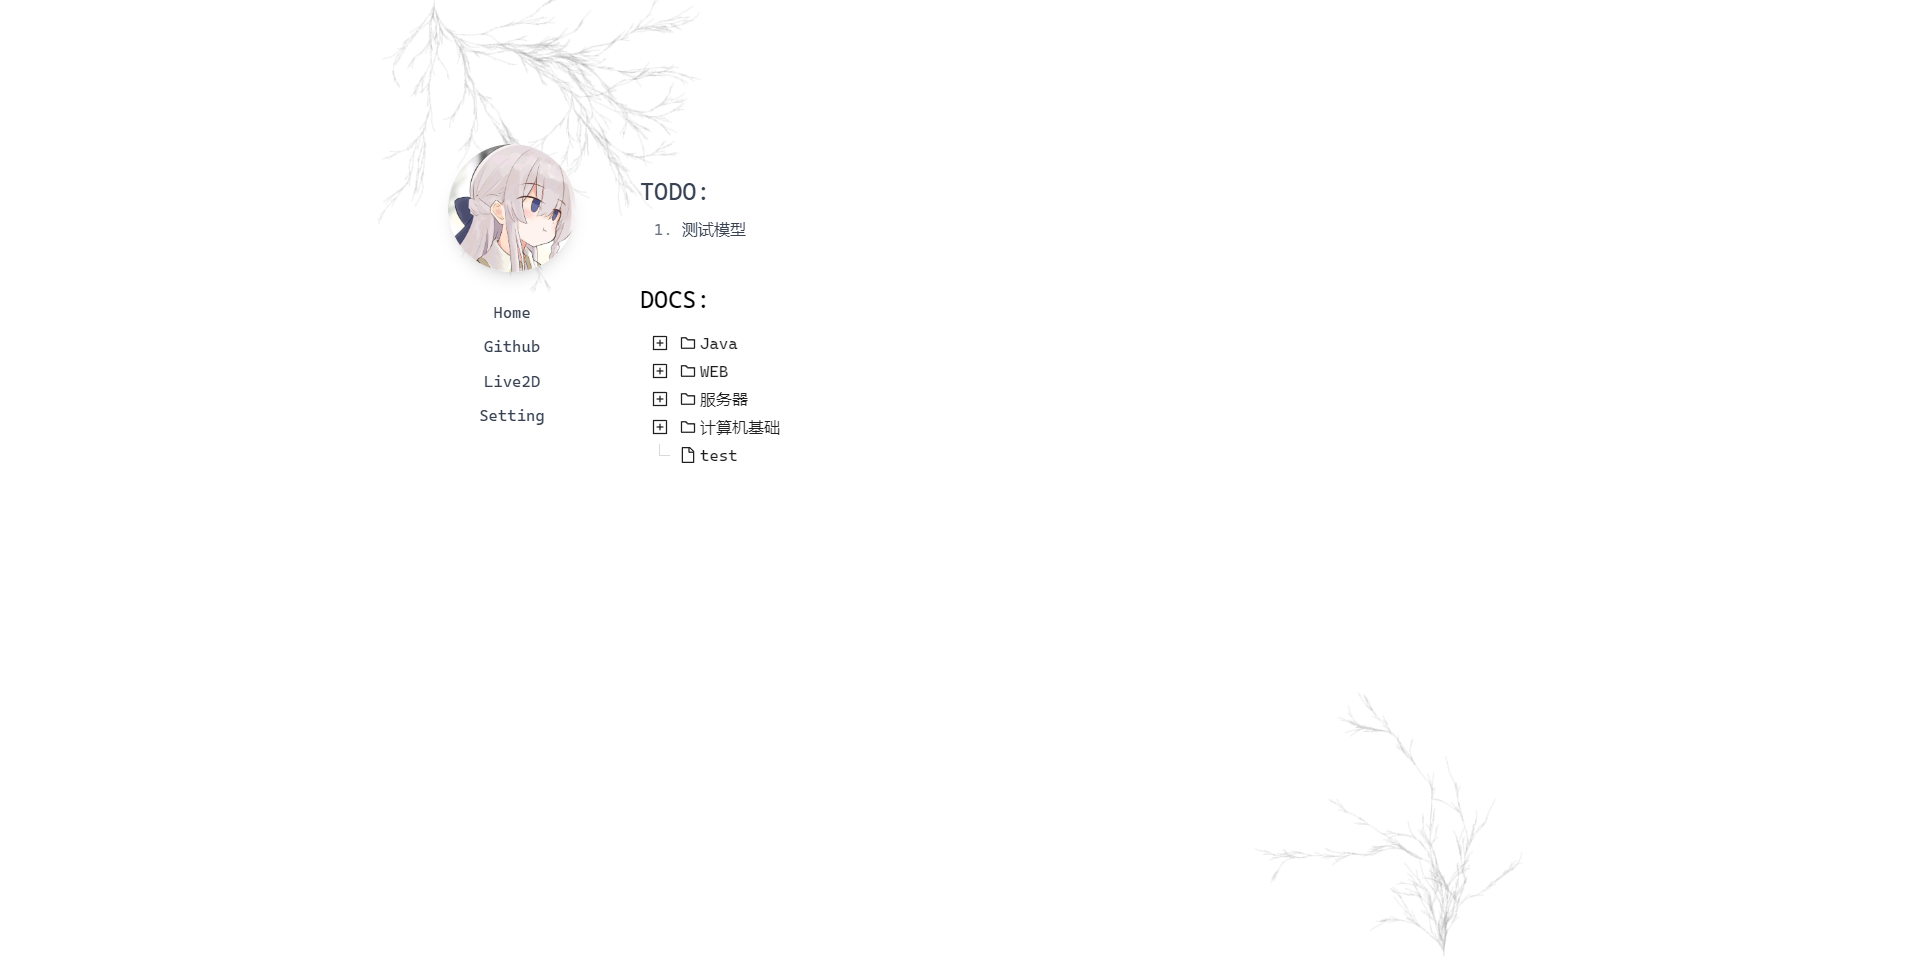 Home
Github
Live2D
Setting
TODO:
1. 测试模型
DOCS:
Java
WEB
服务器
计算机基础
test